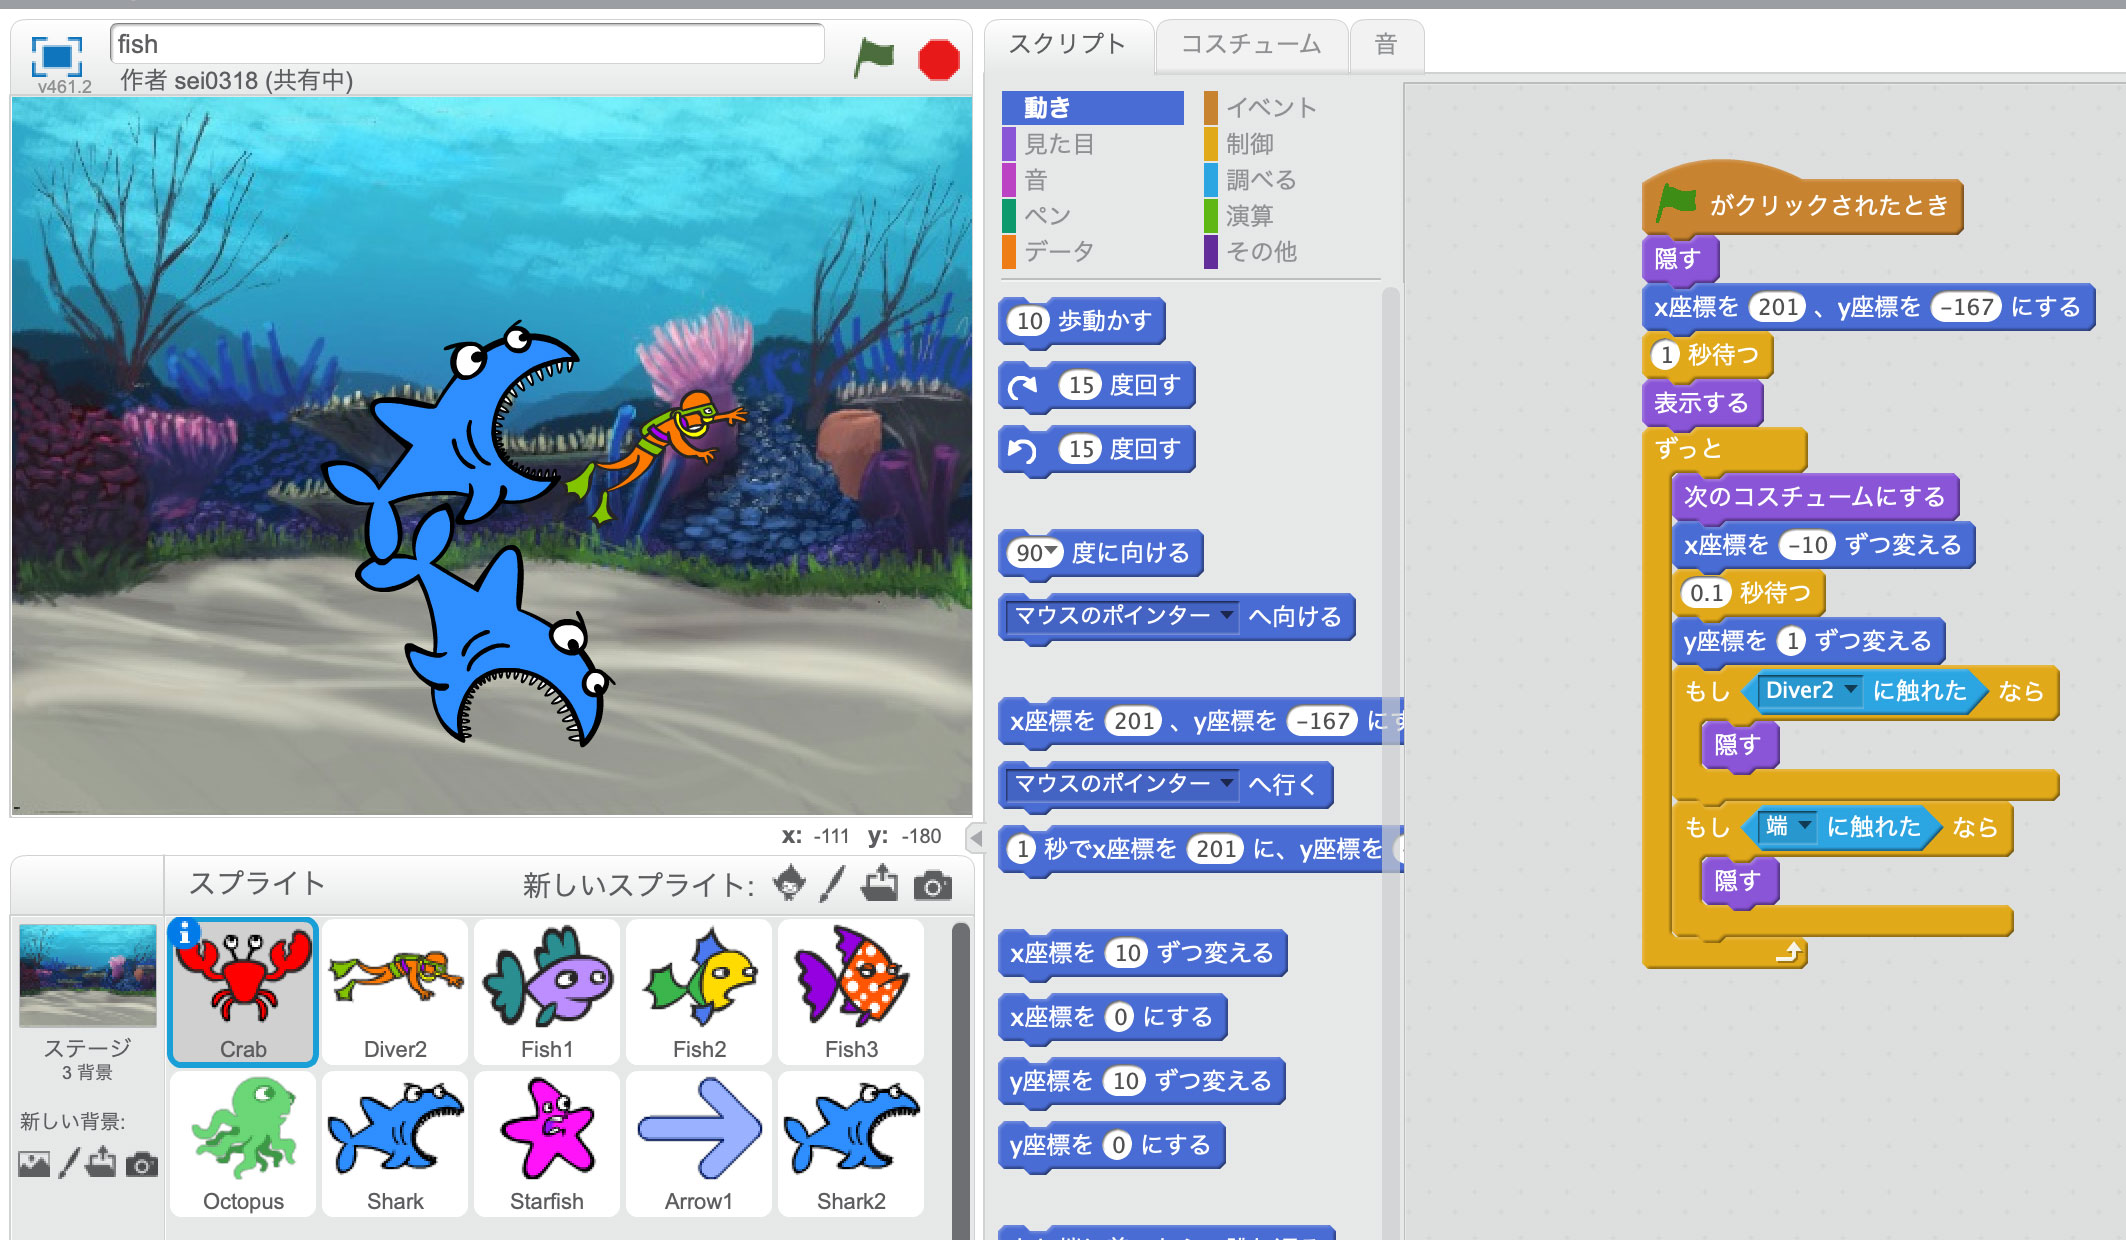 fish
v461.2
作者 sei0318 (共有中)
x: -111 y: -180
スプライト
新しいスプライト:
ステージ
3 背景
新しい背景:
Crab
Diver2
Fish1
Fish2
Fish3
Octopus
Shark
Starfish
Arrow1
Shark2
スクリプト
コスチューム
音
動き
イベント
見た目
制御
音
調べる
ペン
演算
データ
その他
10 歩動かす
15 度回す
15 度回す
90 度に向ける
マウスのポインター へ向ける
x座標を 201 、y座標を -167 にす
マウスのポインター へ行く
1 秒でx座標を 201 に、y座標を
x座標を 10 ずつ変える
x座標を 0 にする
y座標を 10 ずつ変える
y座標を 0 にする
がクリックされたとき
隠す
x座標を 201 、y座標を -167 にする
1 秒待つ
表示する
ずっと
次のコスチュームにする
x座標を -10 ずつ変える
0.1 秒待つ
y座標を 1 ずつ変える
もし Diver2 に触れた なら
隠す
もし 端 に触れた なら
隠す